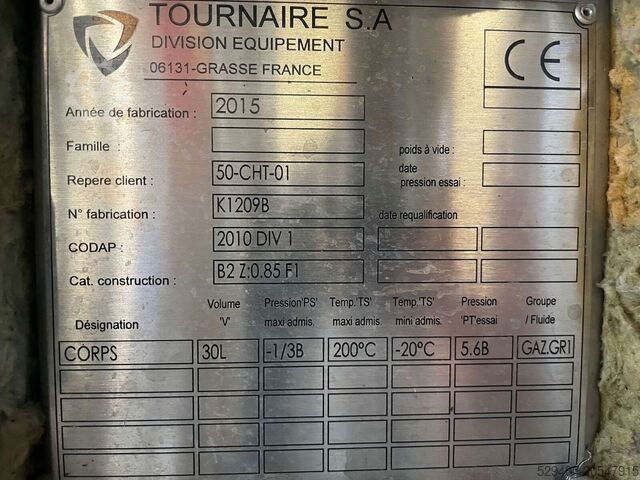 TOURNAIRE S.A
DIVISION EQUIPEMENT
06131-GRASSE FRANCE
CE
Année de fabrication : 2015
Famille : poids à vide :
Repere client : 50-CHT-01 date pression essai :
N° fabrication : K1209B date requalification
CODAP : 2010 DIV 1
Cat. construction : B2 Z:0.85 F1
Désignation Volume 'V' Pression'PS' maxi admis. Temp.'TS' maxi admis. Temp.'TS' mini admis. Pression 'PT'essai Groupe / Fluide
CORPS 30L -1/3B 200°C -20°C 5.6B GAZ.GR1